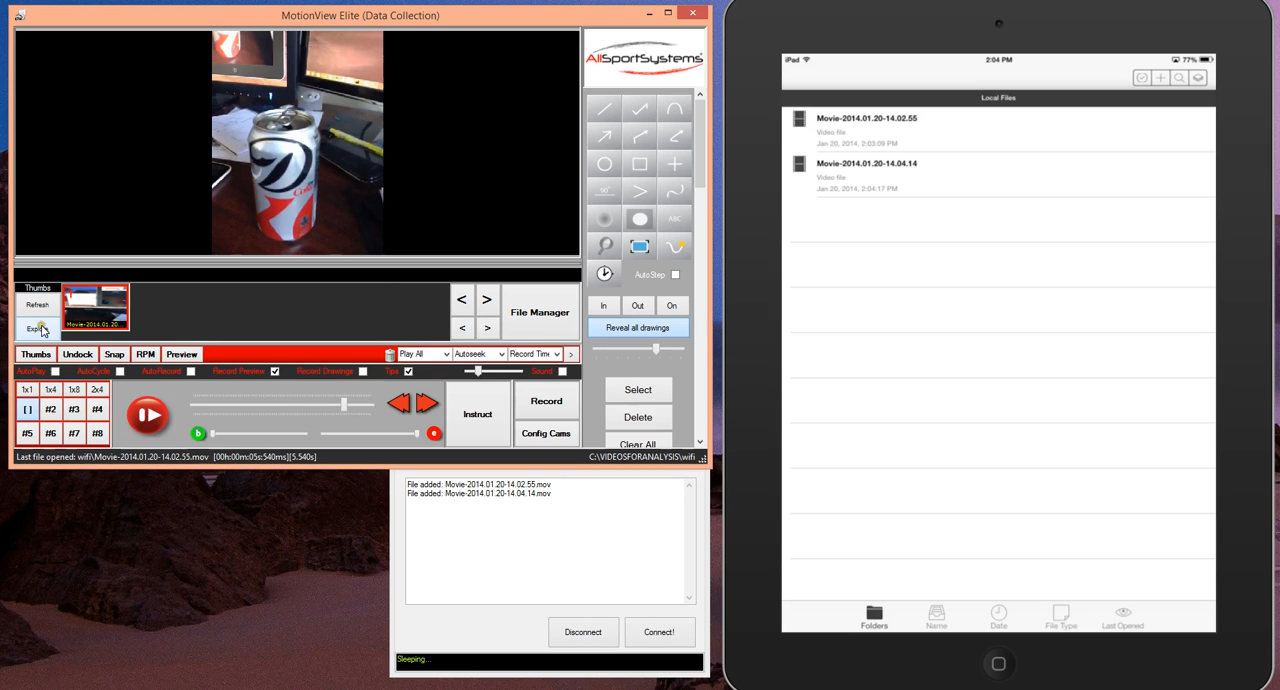 MotionView Elite (Data Collection)
AllSportSystems
Thumbs
Refresh
Movie-2014.01.20...
< >
< >
File Manager
AutoStep
In Out On
Reveal all drawings
90°
ABC
Thumbs Undock Snap RPM Preview Play All Autoseek >
AutoPlay AutoCycle AutoRecord Record Preview Record Drawings Tips Sound
1x1 1x4 1x8 2x4
[ ] #2 #3 #4
#5 #6 #7 #8
b e
Instruct
Record
Config Cams
Select
Delete
Clear All
Last file opened: wifi\Movie-2014.01.20-14.02.55.mov [00h:00m:05s:540ms][5.540s] C:\VIDEOSFORANALYSIS\wifi
File added: Movie-2014.01.20-14.02.55.mov
File added: Movie-2014.01.20-14.04.14.mov
Disconnect Connect!
Sleeping...
iPad 2:04 PM 77%
Local Files
Movie-2014.01.20-14.02.55
Video file
Jan 20, 2014, 2:03:09 PM
Movie-2014.01.20-14.04.14
Video file
Jan 20, 2014, 2:04:17 PM
Folders Name Date File Type Last Opened